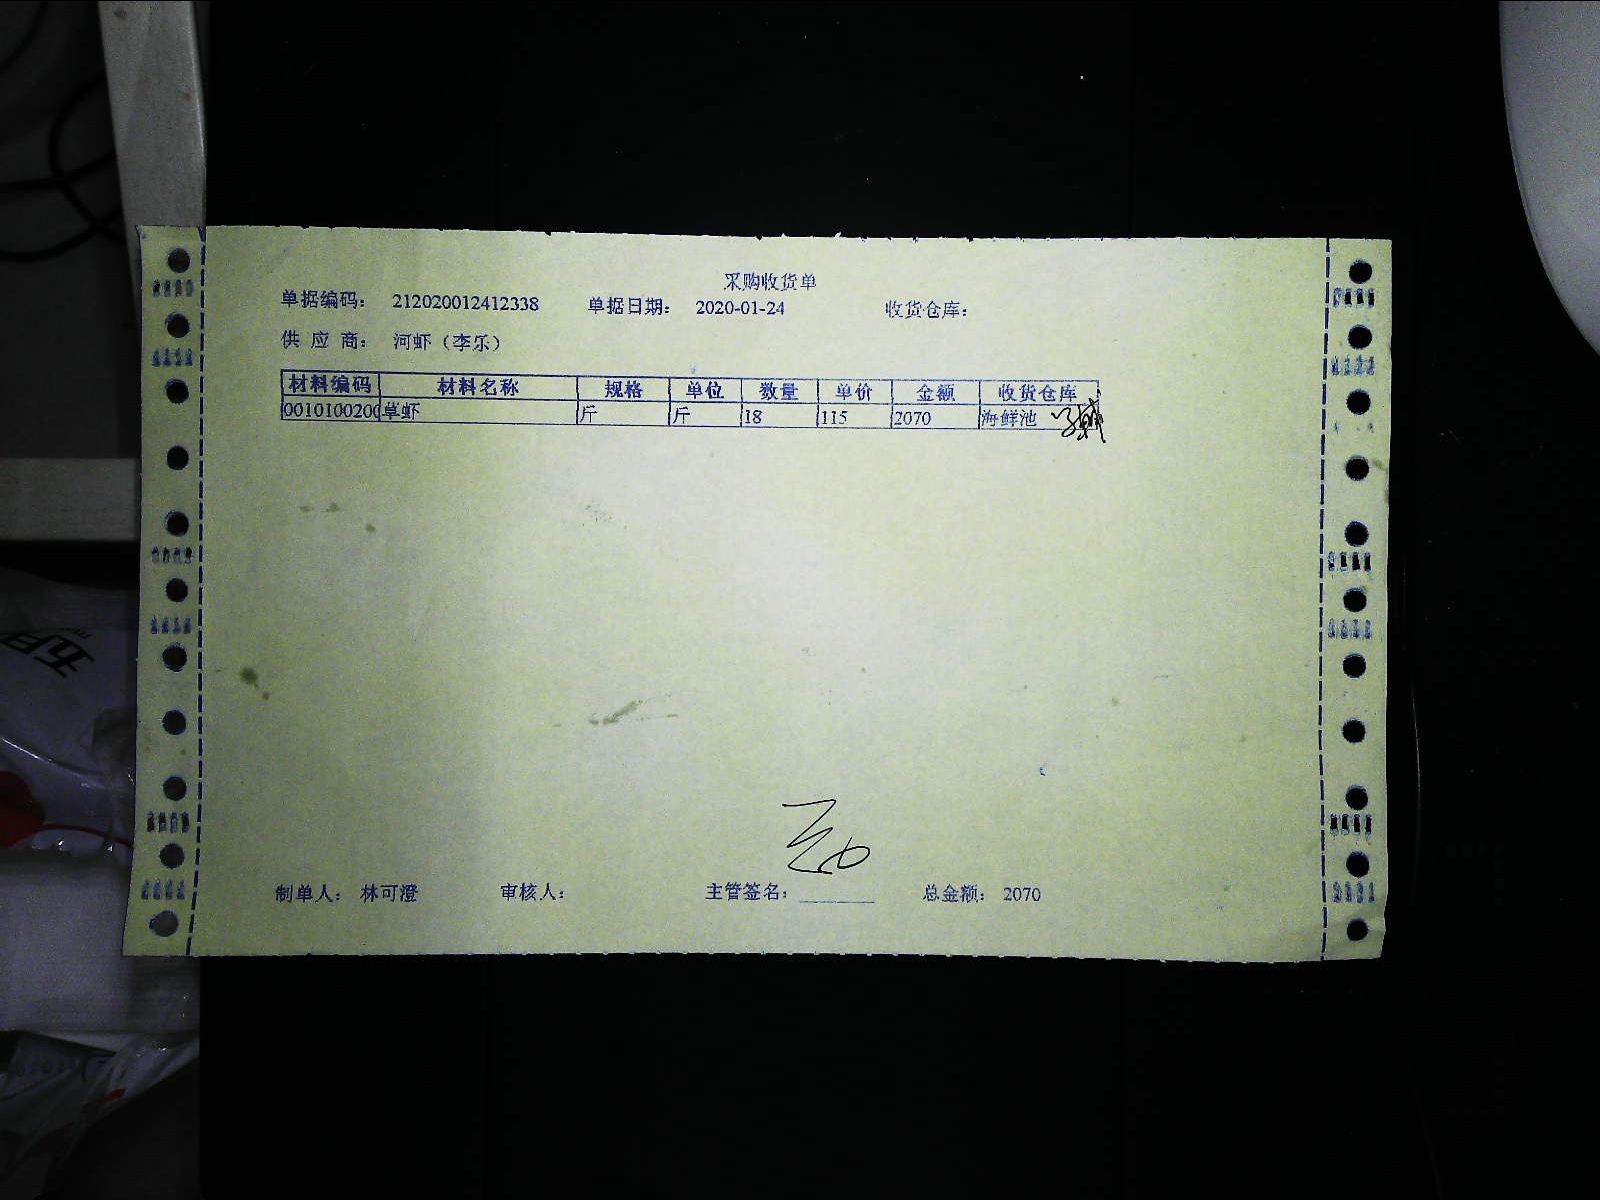 采购收货单
单据编码： 212020012412338 单据日期： 2020-01-24 收货仓库：
供 应 商： 河虾（李乐）
材料编码 材料名称 规格 单位 数量 单价 金额 收货仓库
0010100200 草虾 斤 斤 18 115 2070 海鲜池
制单人： 林可澄 审核人： 主管签名： 总金额： 2070